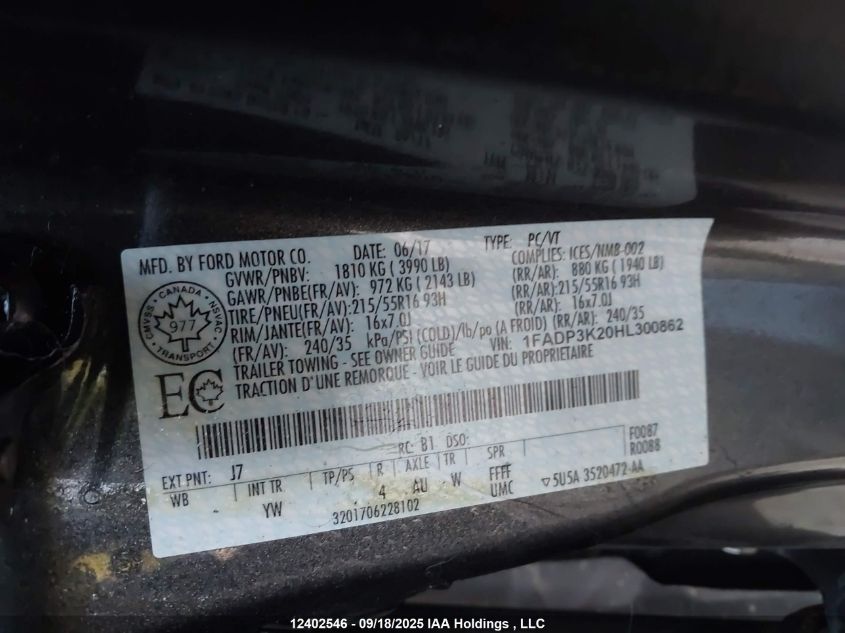 MFD. BY FORD MOTOR CO. DATE: 06/17 TYPE: PC/VT
GVWR/PNBV: 1810 KG ( 3990 LB) COMPLIES: ICES/NMB-002
GAWR/PNBE(FR/AV): 972 KG ( 2143 LB) (RR/AR): 880 KG ( 1940 LB)
TIRE/PNEU(FR/AV):215/55R16 93H (RR/AR):215/55R16 93H
RIM/JANTE(FR/AV): 16x7.0J (RR/AR): 16x7.0J
(FR/AV): 240/35 kPa/PSI (COLD)/lb/po (A FROID) (RR/AR): 240/35
TRAILER TOWING - SEE OWNER GUIDE VIN: 1FADP3K20HL300862
TRACTION D'UNE REMORQUE - VOIR LE GUIDE DU PROPRIETAIRE
CMVSS • CANADA • NSVAC
977
TRANSPORT
EC
RC: B1 DSO: F0087
R0088
EXT PNT: J7
WB INT TR TP/PS R AXLE TR SPR
YW 4 AU W FFFF
UMC
▽5U5A 3520472-AA
3201706228102
12402546 - 09/18/2025 IAA Holdings , LLC